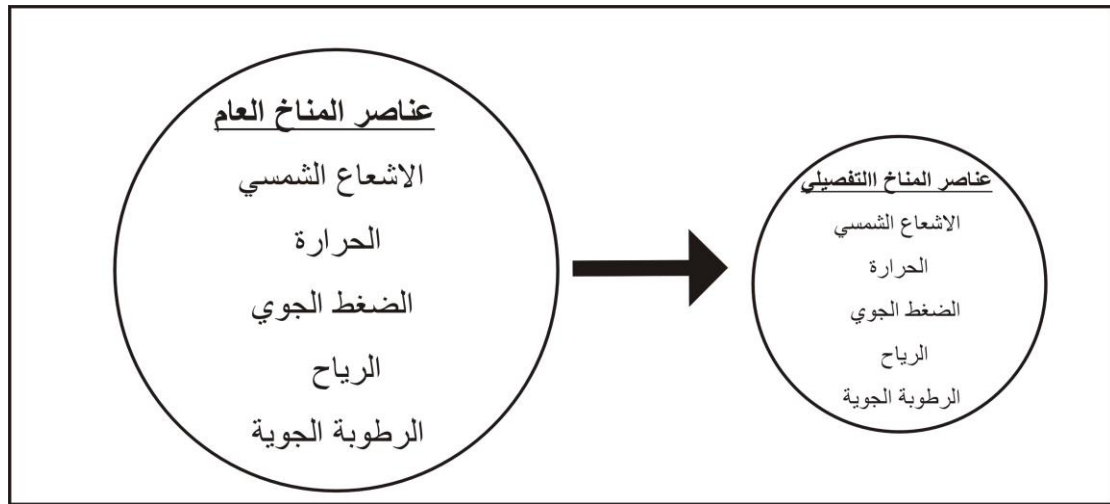 عناصر المناخ العام
الاشعاع الشمسي
الحرارة
الضغط الجوي
الرياح
الرطوبة الجوية
عناصر المناخ االتفصيلي
الاشعاع الشمسي
الحرارة
الضغط الجوي
الرياح
الرطوبة الجوية